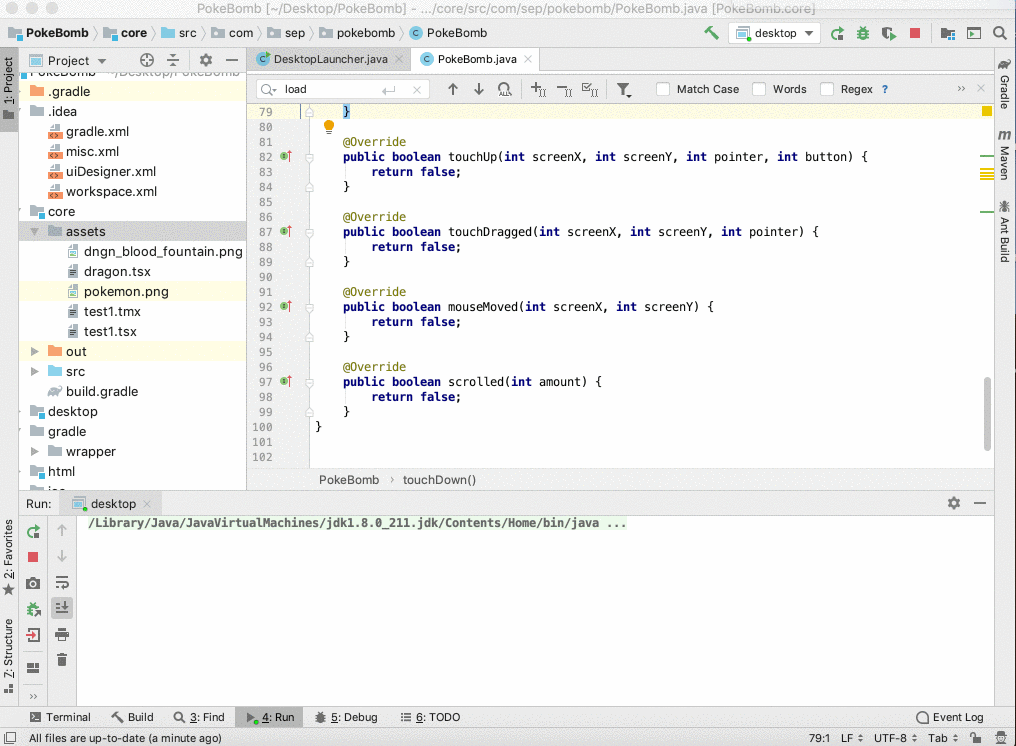 PokeBomb [~/Desktop/PokeBomb] - .../core/src/com/sep/pokebomb/PokeBomb.java [PokeBomb.core]
PokeBomb core src com sep pokebomb PokeBomb desktop
Project DesktopLauncher.java PokeBomb.java
1: Project
PokeBomb ~/Desktop/PokeBomb
.gradle
.idea
gradle.xml
misc.xml
uiDesigner.xml
workspace.xml
core
assets
dngn_blood_fountain.png
dragon.tsx
pokemon.png
test1.tmx
test1.tsx
out
src
build.gradle
desktop
gradle
wrapper
html
load Match Case Words Regex ? >>
79 }
80
81 @Override
82 public boolean touchUp(int screenX, int screenY, int pointer, int button) {
83 return false;
84 }
85
86 @Override
87 public boolean touchDragged(int screenX, int screenY, int pointer) {
88 return false;
89 }
90
91 @Override
92 public boolean mouseMoved(int screenX, int screenY) {
93 return false;
94 }
95
96 @Override
97 public boolean scrolled(int amount) {
98 return false;
99 }
100 }
101
102
PokeBomb › touchDown()
Gradle
Maven
Ant Build
Run: desktop
/Library/Java/JavaVirtualMachines/jdk1.8.0_211.jdk/Contents/Home/bin/java ...
2: Favorites
7: Structure
>>
Terminal Build 3: Find 4: Run 5: Debug 6: TODO Event Log
All files are up-to-date (a minute ago) 79:1 LF UTF-8 Tab